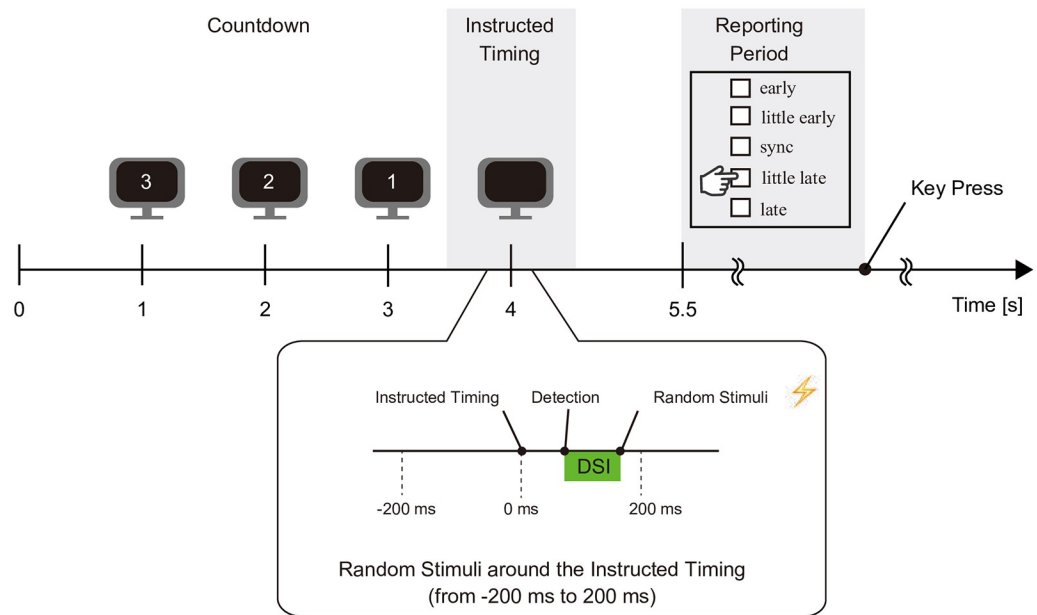 Countdown
Instructed
Timing
Reporting
Period
early
little early
sync
little late
late
3
2
1
Key Press
0
1
2
3
4
5.5
Time [s]
Instructed Timing
Detection
Random Stimuli
DSI
-200 ms
0 ms
200 ms
Random Stimuli around the Instructed Timing
(from -200 ms to 200 ms)